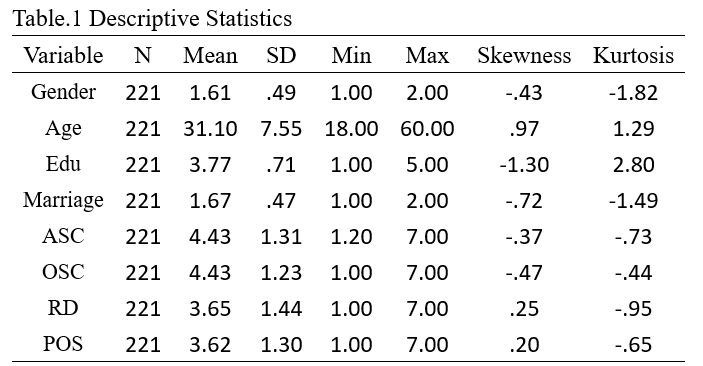 Table.1 Descriptive Statistics
Variable N Mean SD Min Max Skewness Kurtosis
Gender 221 1.61 .49 1.00 2.00 -.43 -1.82
Age 221 31.10 7.55 18.00 60.00 .97 1.29
Edu 221 3.77 .71 1.00 5.00 -1.30 2.80
Marriage 221 1.67 .47 1.00 2.00 -.72 -1.49
ASC 221 4.43 1.31 1.20 7.00 -.37 -.73
OSC 221 4.43 1.23 1.00 7.00 -.47 -.44
RD 221 3.65 1.44 1.00 7.00 .25 -.95
POS 221 3.62 1.30 1.00 7.00 .20 -.65